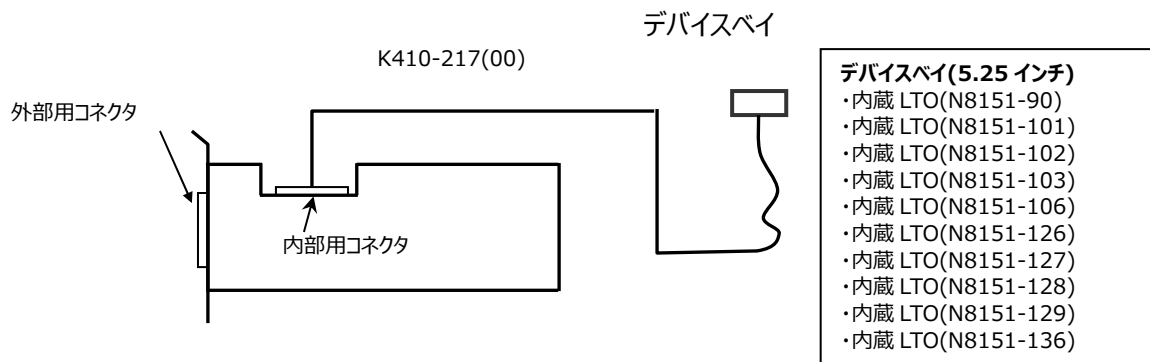 デバイスベイ
K410-217(00)
外部用コネクタ
内部用コネクタ
デバイスベイ(5.25 インチ)
・内蔵 LTO(N8151-90)
・内蔵 LTO(N8151-101)
・内蔵 LTO(N8151-102)
・内蔵 LTO(N8151-103)
・内蔵 LTO(N8151-106)
・内蔵 LTO(N8151-126)
・内蔵 LTO(N8151-127)
・内蔵 LTO(N8151-128)
・内蔵 LTO(N8151-129)
・内蔵 LTO(N8151-136)